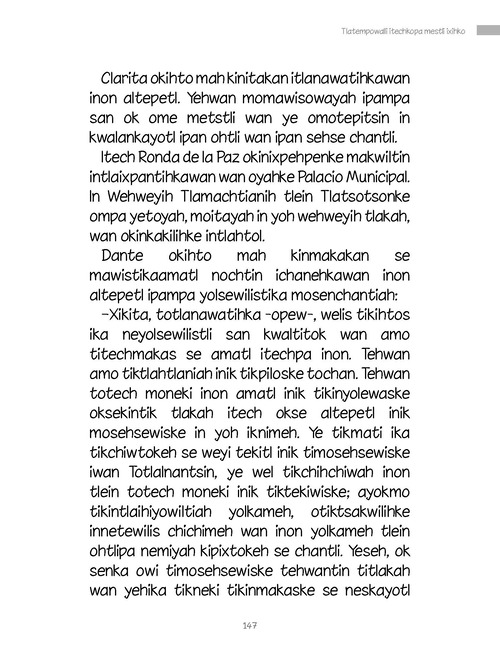 Tlatempowalli itechkopa mestli ixihko
Clarita okihto mah kinitakan itlanawatihkawan
inon altepetl. Yehwan momawisowayah ipampa
san ok ome metstli wan ye omotepitsin in
kwalankayotl ipan ohtli wan ipan sehse chantli.
Itech Ronda de la Paz okinixpehpenke makwiltin
intlaixpantihkawan wan oyahke Palacio Municipal.
In Wehweyih Tlamachtianih tlein Tlatsotsonke
ompa yetoyah, moitayah in yoh wehweyih tlakah,
wan okinkakilihke intlahtol.
Dante okihto mah kinmakakan se
mawistikaamatl nochtin ichanehkawan inon
altepetl ipampa yolsewilistika mosenchantiah:
–Xikita, totlanawatihka -opew-, welis tikihtos
ika neyolsewilistli san kwaltitok wan amo
titechmakas se amatl itechpa inon. Tehwan
amo tiktlahtlaniah inik tikpiloske tochan. Tehwan
totech moneki inon amatl inik tikinyolewaske
oksekintik tlakah itech okse altepetl inik
mosehsewiske in yoh iknimeh. Ye tikmati ika
tikchiwtokeh se weyi tekitl inik timosehsewiske
iwan Totlalnantsin, ye wel tikchihchiwah inon
tlein totech moneki inik tiktekiwiske; ayokmo
tikintlaihiyowiltiah yolkameh, otiktsakwilihke
innetewilis chichimeh wan inon yolkameh tlein
ohtlipa nemiyah kipixtokeh se chantli. Yeseh, ok
senka owi timosehsewiske tehwantin titlakah
wan yehika tikneki tikinmakaske se neskayotl
147